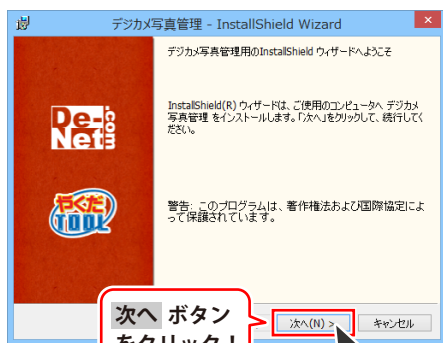 デジカメ写真管理 - InstallShield Wizard
デジカメ写真管理用のInstallShield ウィザードへようこそ
InstallShield(R) ウィザードは、ご使用のコンピュータへ デジカメ
写真管理 をインストールします。「次へ」をクリックして、続行してく
ださい。
De-
Net
.com
警告: このプログラムは、著作権法および国際協定によ
って保護されています。
やくだち
TOOL
次へ ボタン
をクリック！
次へ(N) >
キャンセル